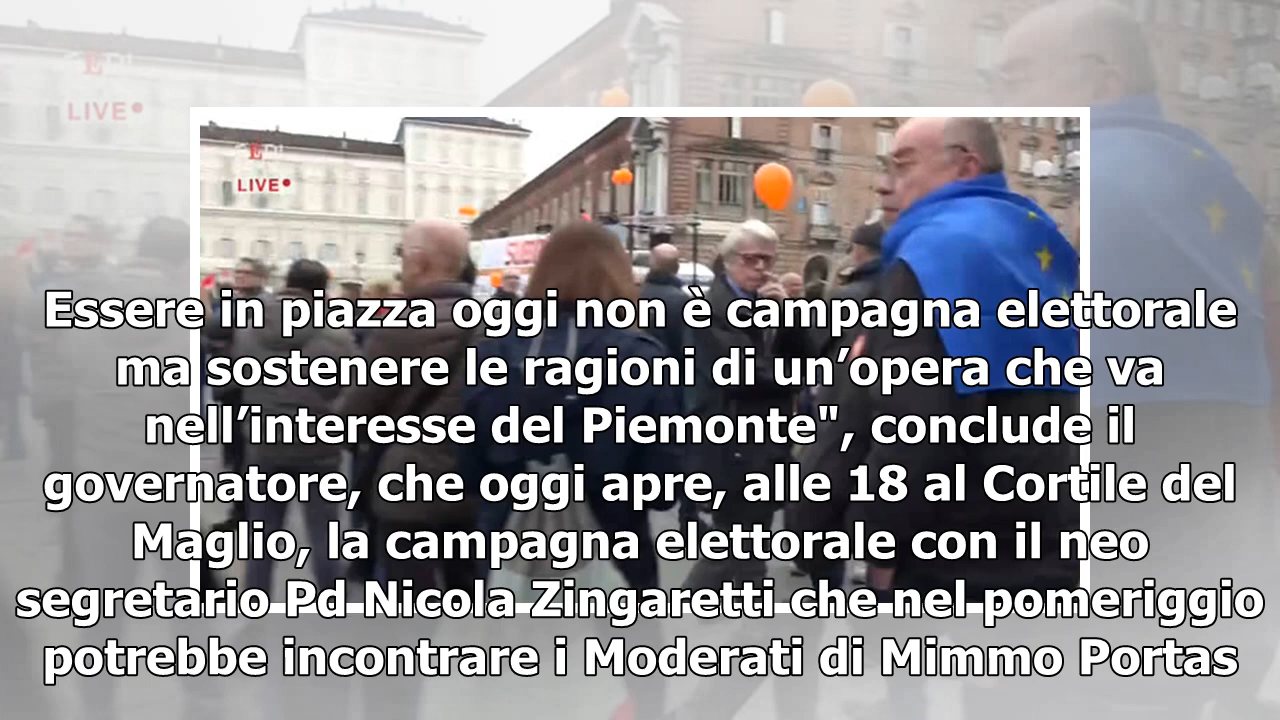 LIVE
LIVE
Essere in piazza oggi non è campagna elettorale
ma sostenere le ragioni di un’opera che va
nell’interesse del Piemonte", conclude il
governatore, che oggi apre, alle 18 al Cortile del
Maglio, la campagna elettorale con il neo
segretario Pd Nicola Zingaretti che nel pomeriggio
potrebbe incontrare i Moderati di Mimmo Portas